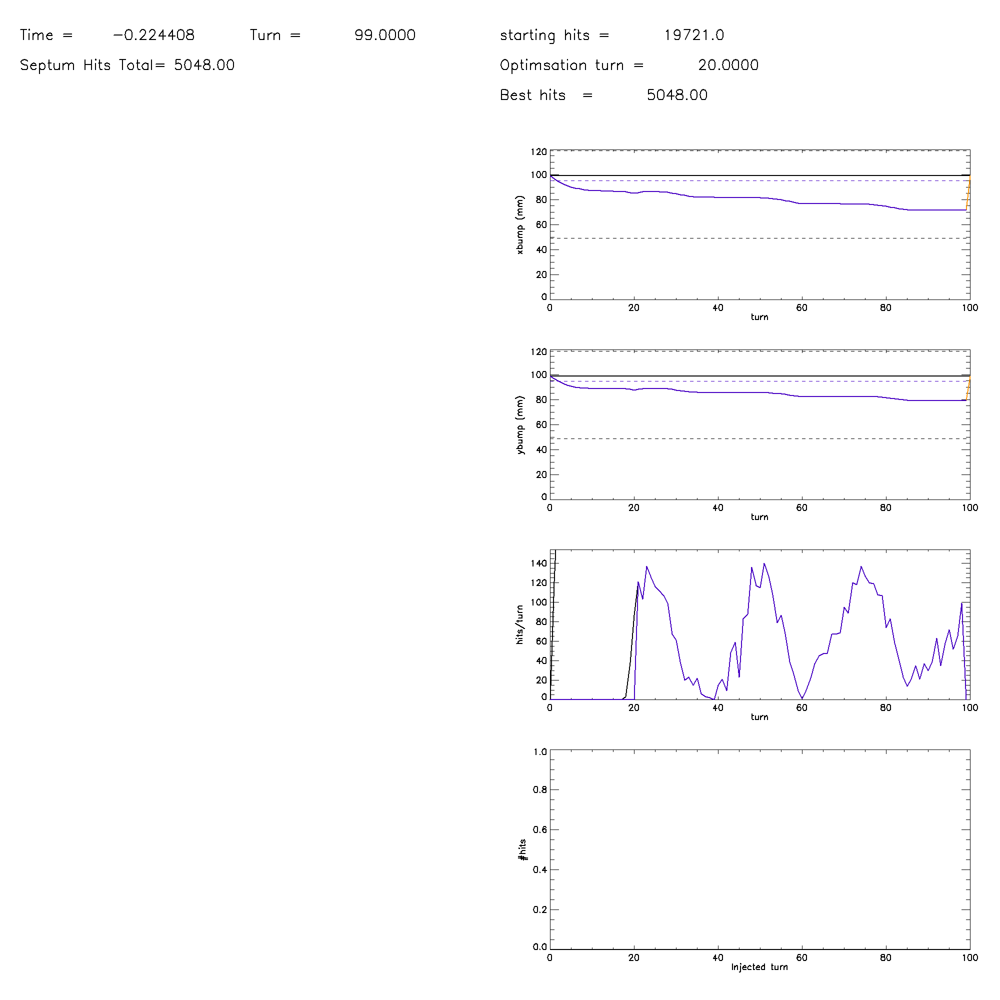 Time = -0.224408 Turn = 99.0000 starting hits = 19721.0
Septum Hits Total= 5048.00 Optimsation turn = 20.0000
Best hits = 5048.00
120
100
80
60
40
20
0
xbump (mm)
0 20 40 60 80 100
turn
120
100
80
60
40
20
0
ybump (mm)
0 20 40 60 80 100
turn
140
120
100
80
60
40
20
0
hits/turn
0 20 40 60 80 100
turn
1.0
0.8
0.6
0.4
0.2
0.0
#hits
0 20 40 60 80 100
Injected turn